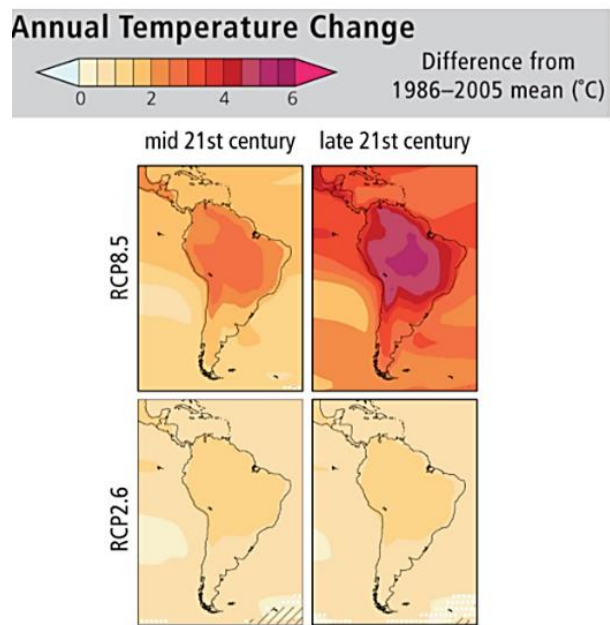 Annual Temperature Change
Difference from
1986–2005 mean (˚C)
0 2 4 6
mid 21st century
late 21st century
RCP8.5
RCP2.6